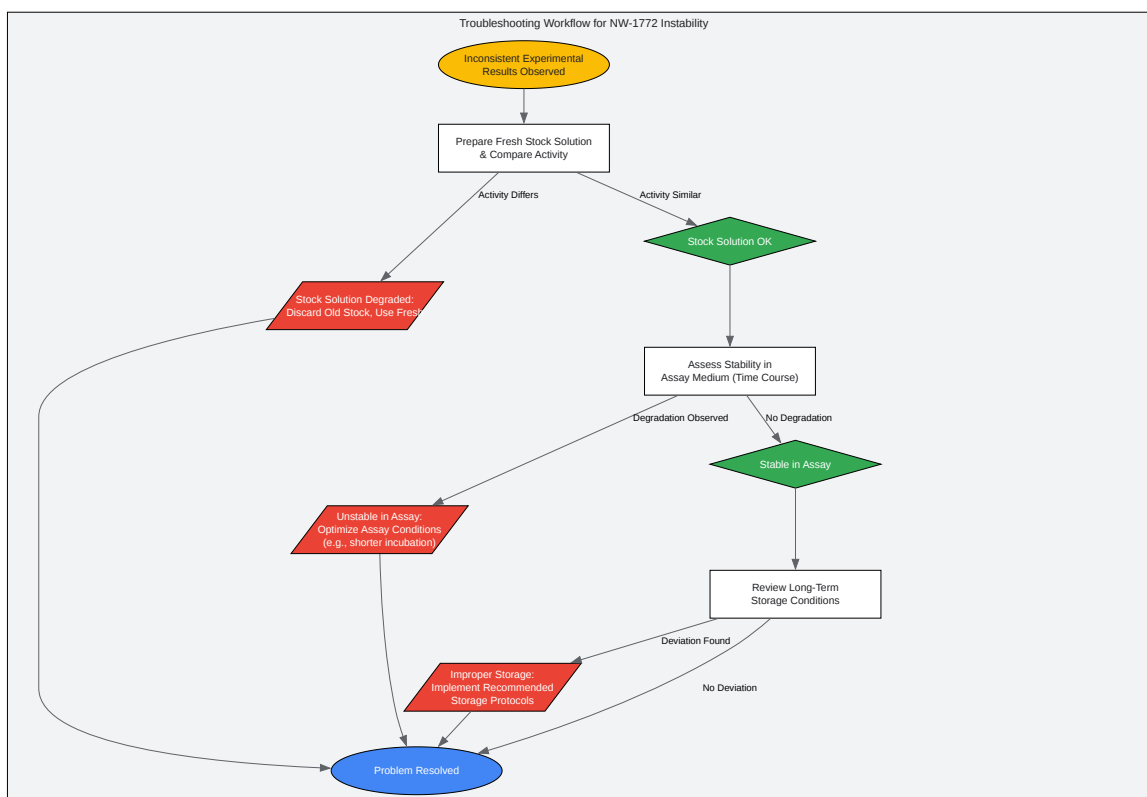 Troubleshooting Workflow for NW-1772 Instability
Inconsistent Experimental
Results Observed
Prepare Fresh Stock Solution
& Compare Activity
Activity Differs
Activity Similar
Stock Solution OK
Stock Solution Degraded:
Discard Old Stock, Use Fresh
Assess Stability in
Assay Medium (Time Course)
Degradation Observed
No Degradation
Stable in Assay
Unstable in Assay:
Optimize Assay Conditions
(e.g., shorter incubation)
Review Long-Term
Storage Conditions
Deviation Found
Improper Storage:
Implement Recommended
Storage Protocols
No Deviation
Problem Resolved